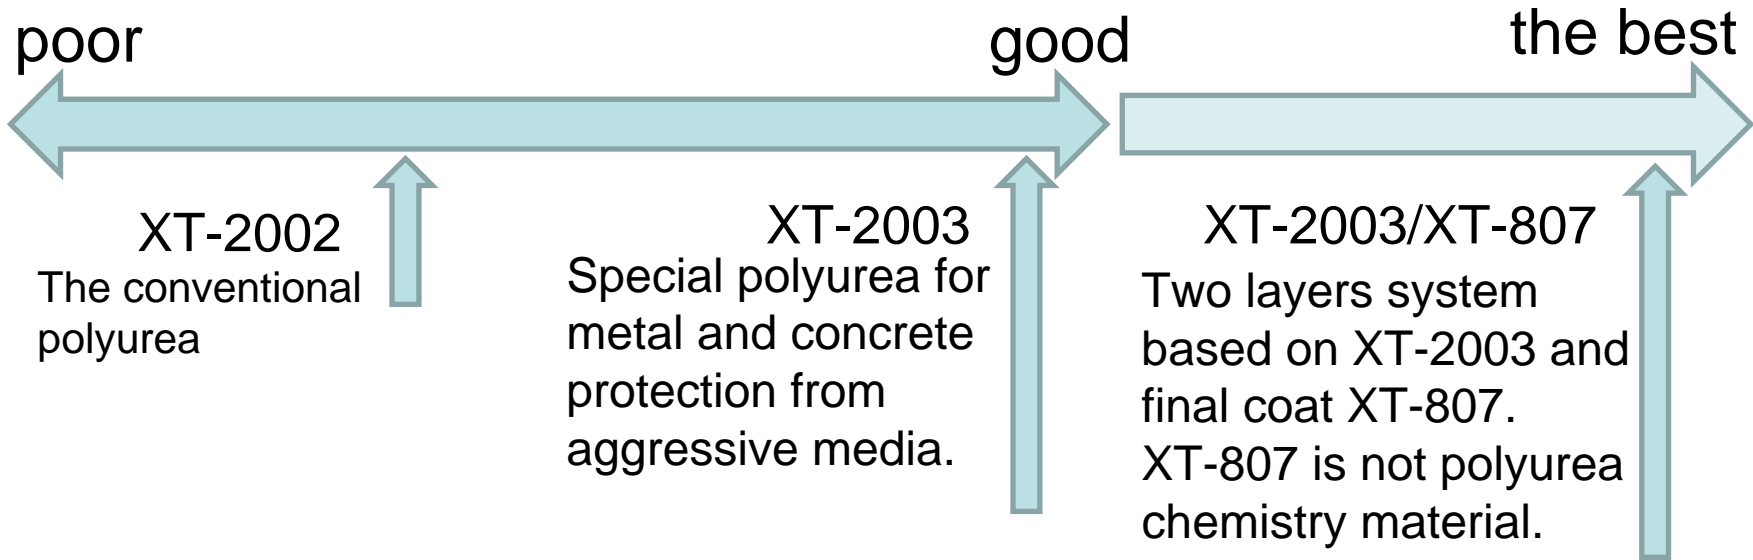 poor
good
the best
XT-2002
The conventional
polyurea
XT-2003
Special polyurea for
metal and concrete
protection from
aggressive media.
XT-2003/XT-807
Two layers system
based on XT-2003 and
final coat XT-807.
XT-807 is not polyurea
chemistry material.